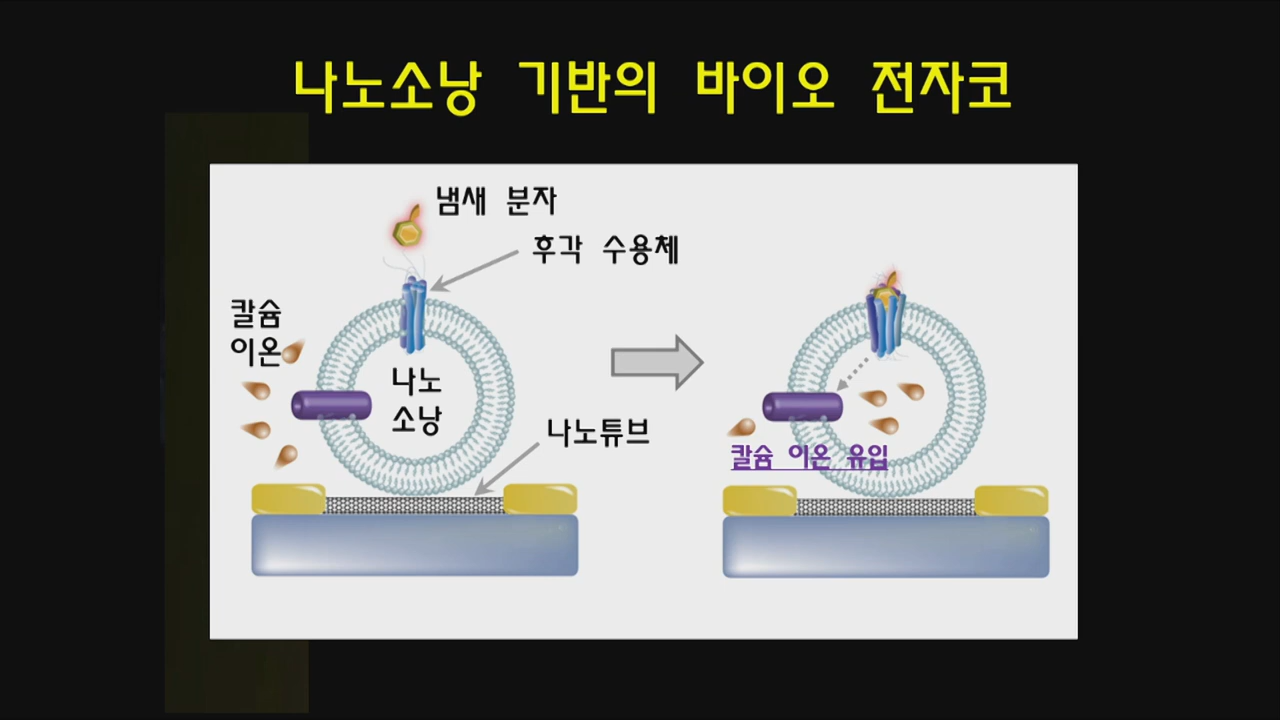 나노소낭 기반의 바이오 전자코
냄새 분자
후각 수용체
칼슘
이온
나노
소낭
나노튜브
칼슘 이온 유입